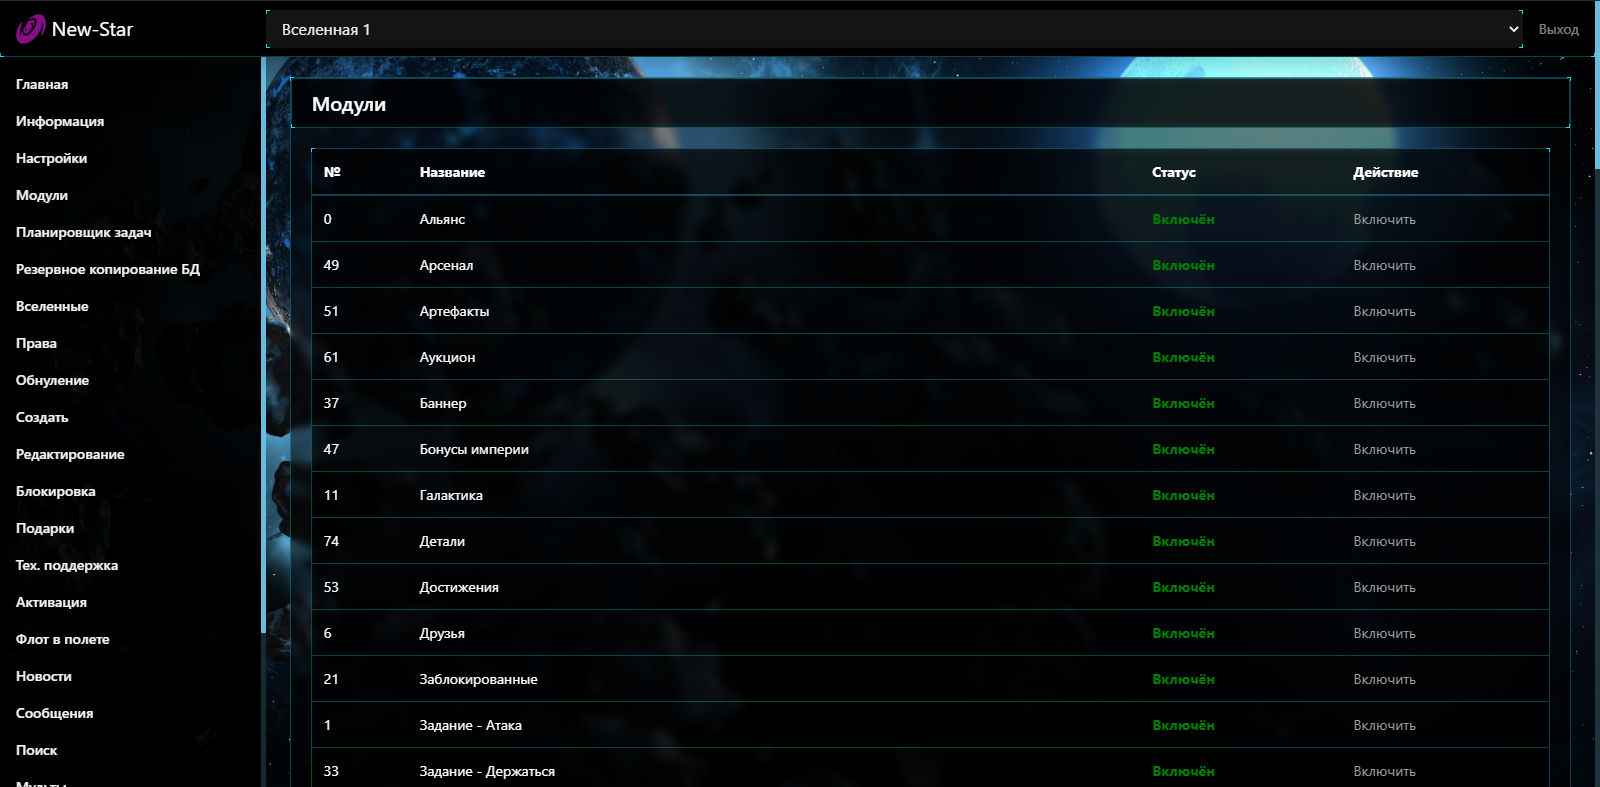 New-Star
Вселенная 1
Выход
Главная
Информация
Настройки
Модули
Планировщик задач
Резервное копирование БД
Вселенные
Права
Обнуление
Создать
Редактирование
Блокировка
Подарки
Тех. поддержка
Активация
Флот в полете
Новости
Сообщения
Поиск
Мульты
Модули
№ Название Статус Действие
0 Альянс Включён Включить
49 Арсенал Включён Включить
51 Артефакты Включён Включить
61 Аукцион Включён Включить
37 Баннер Включён Включить
47 Бонусы империи Включён Включить
11 Галактика Включён Включить
74 Детали Включён Включить
53 Достижения Включён Включить
6 Друзья Включён Включить
21 Заблокированные Включён Включить
1 Задание - Атака Включён Включить
33 Задание - Держаться Включён Включить